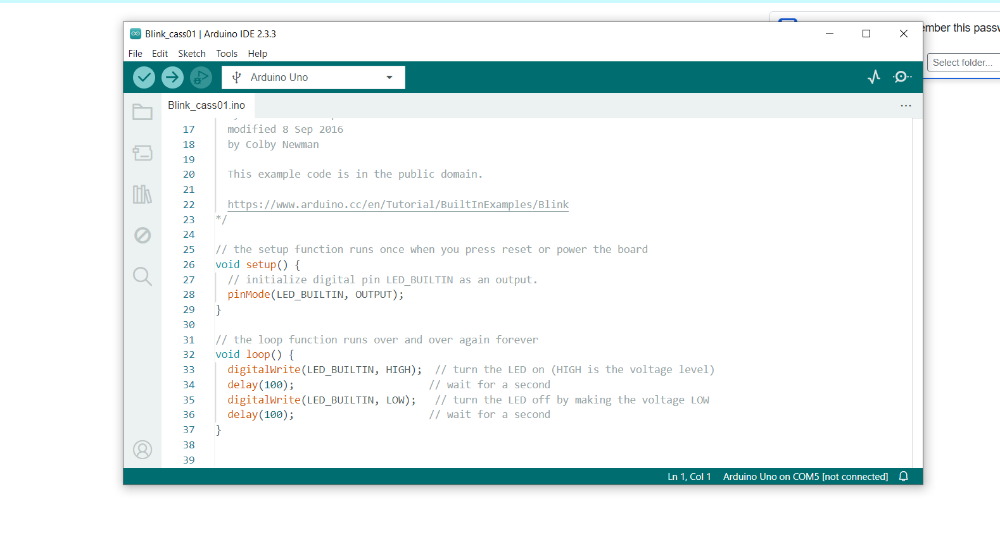 ember this passw
Select folder...
Blink_cass01 | Arduino IDE 2.3.3
File Edit Sketch Tools Help
Arduino Uno
Blink_cass01.ino
17 modified 8 Sep 2016
18 by Colby Newman
19
20 This example code is in the public domain.
21
22 https://www.arduino.cc/en/Tutorial/BuiltInExamples/Blink
23 */
24
25 // the setup function runs once when you press reset or power the board
26 void setup() {
27 // initialize digital pin LED_BUILTIN as an output.
28 pinMode(LED_BUILTIN, OUTPUT);
29 }
30
31 // the loop function runs over and over again forever
32 void loop() {
33 digitalWrite(LED_BUILTIN, HIGH); // turn the LED on (HIGH is the voltage level)
34 delay(100); // wait for a second
35 digitalWrite(LED_BUILTIN, LOW); // turn the LED off by making the voltage LOW
36 delay(100); // wait for a second
37 }
38
39
Ln 1, Col 1 Arduino Uno on COM5 [not connected]